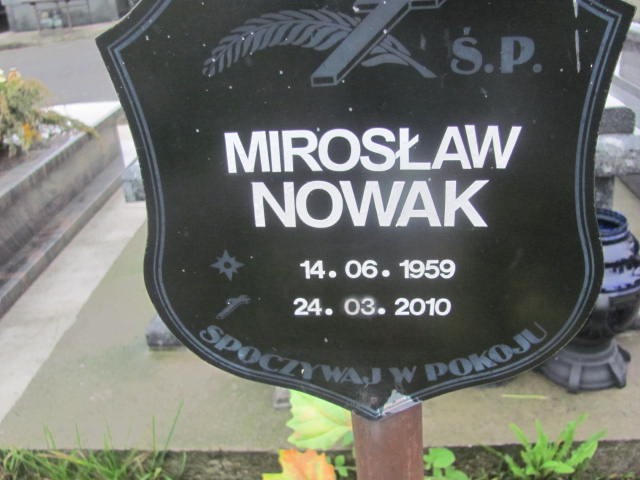 Ś.P.
MIROSŁAW
NOWAK
14.06.1959
24.03.2010
SPOCZYWAJ W POKOJU